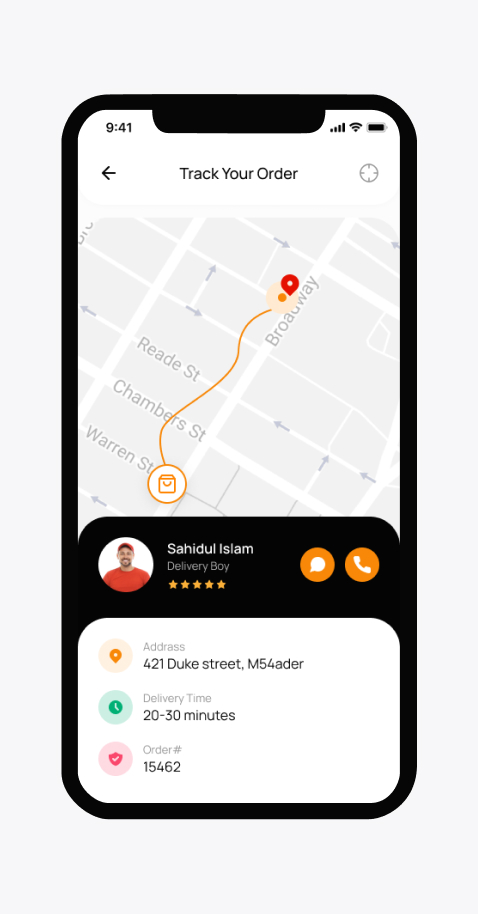 9:41
Track Your Order
Broadway
Reade St
Chambers St
Warren St
Sahidul Islam
Delivery Boy
Addrass
421 Duke street, M54ader
Delivery Time
20-30 minutes
Order#
15462